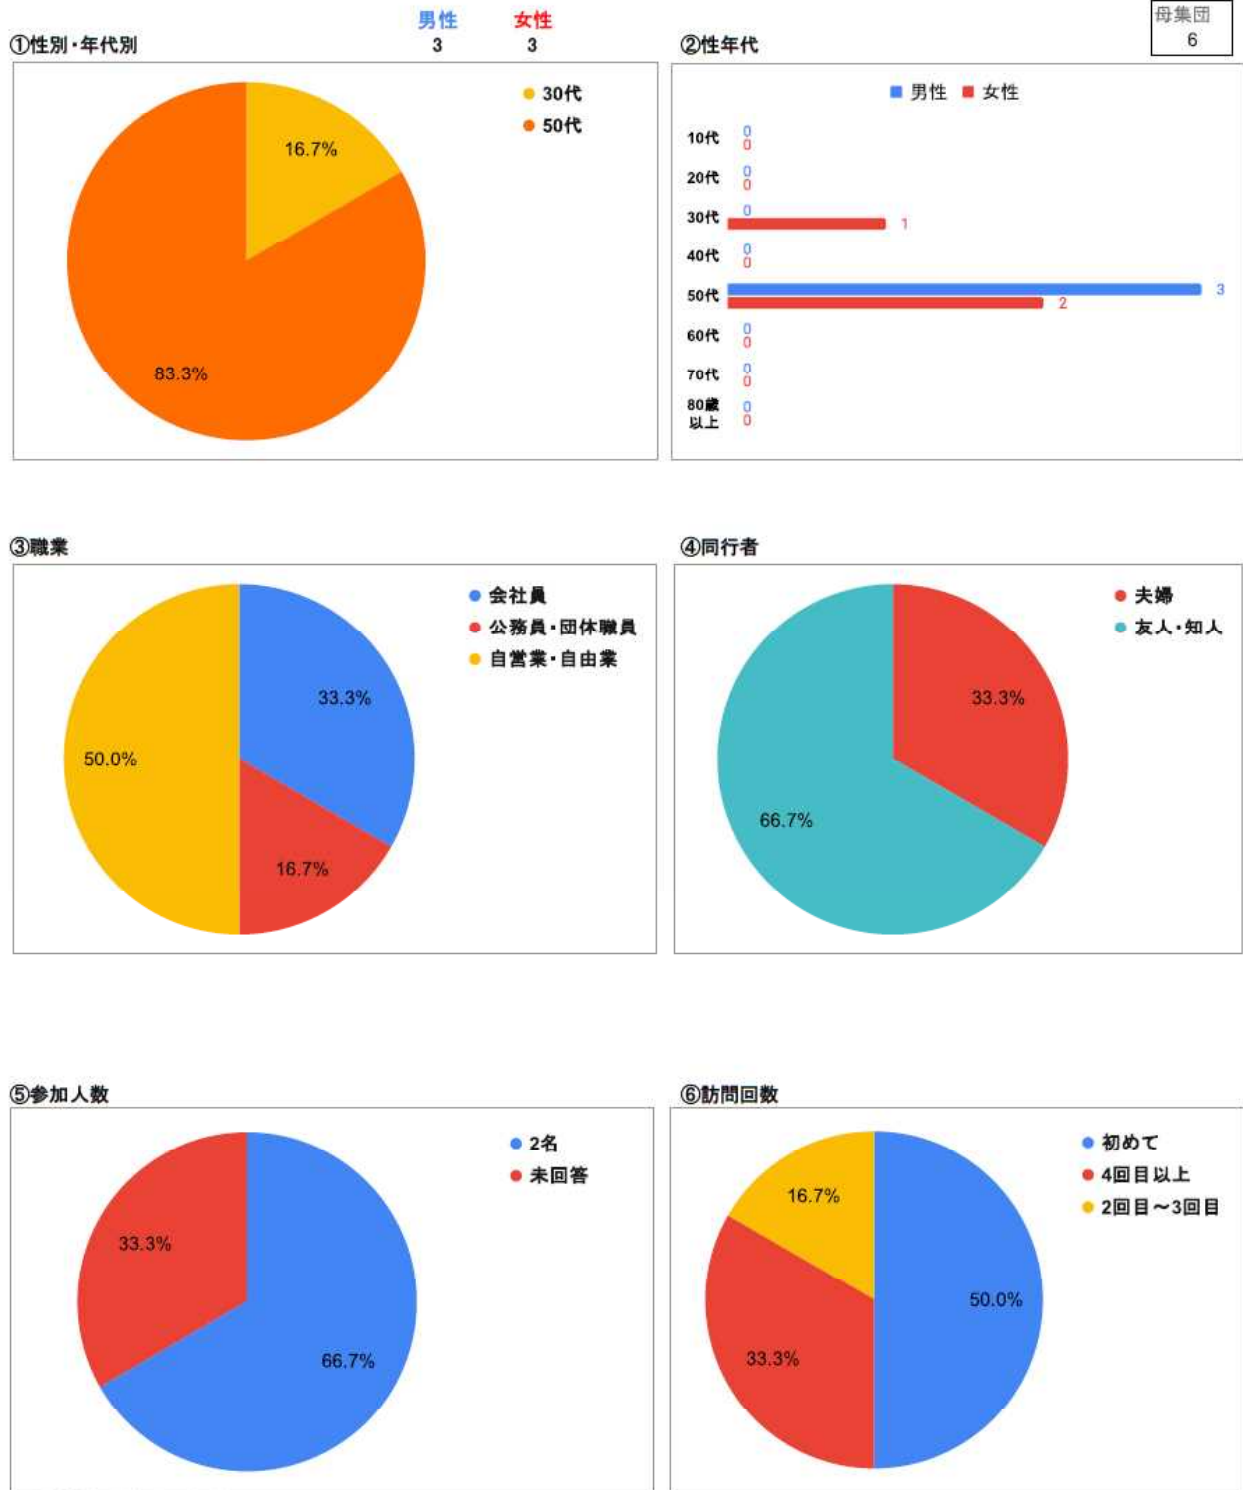 男性 女性
①性別・年代別 3 3
母集団
6
②性年代
30代
50代
16.7%
83.3%
男性 女性
10代 0
0
20代 0
0
30代 0
1
40代 0
0
50代 3
2
60代 0
0
70代 0
0
80歳
以上
0
0
③職業
会社員
公務員・団体職員
自営業・自由業
33.3%
50.0%
16.7%
④同行者
夫婦
友人・知人
33.3%
66.7%
⑤参加人数
2名
未回答
33.3%
66.7%
⑥訪問回数
初めて
4回目以上
2回目～3回目
16.7%
50.0%
33.3%